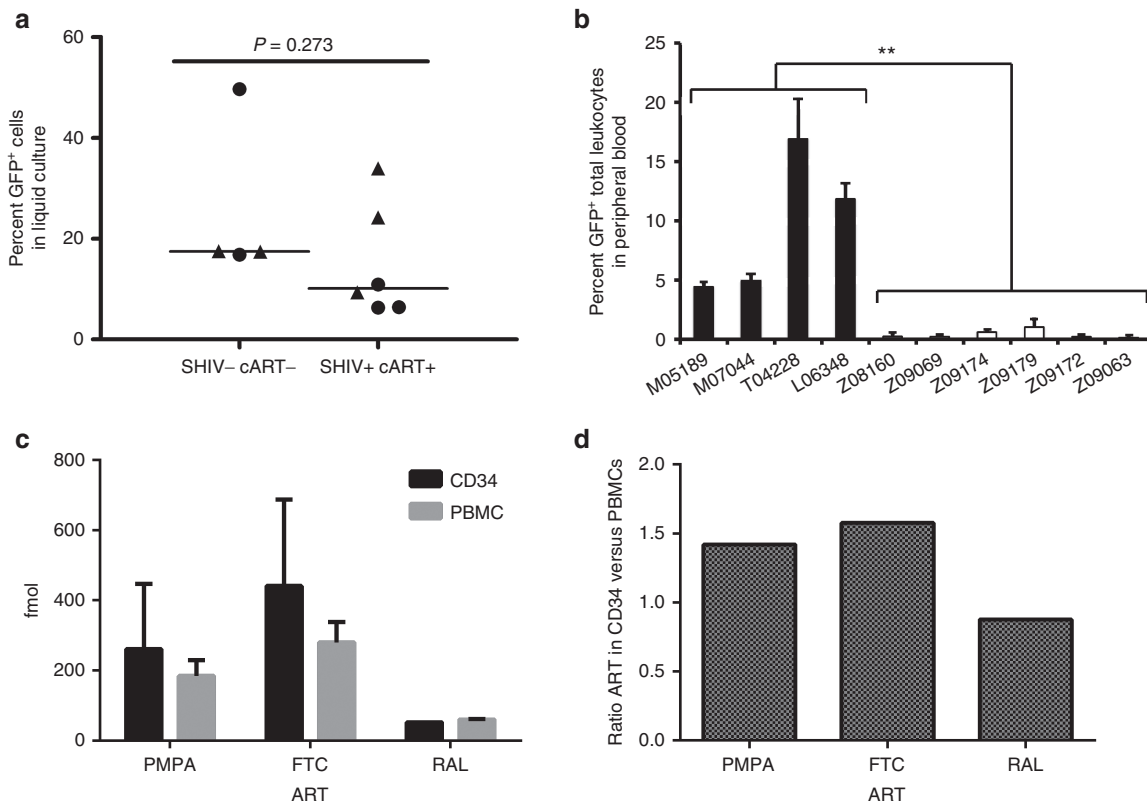 a
P = 0.273
60
40
20
0
Percent GFP⁺ cells
in liquid culture
SHIV– cART–
SHIV+ cART+
b
**
25
20
15
10
5
0
Percent GFP⁺ total leukocytes
in peripheral blood
M05189
M07044
T04228
L06348
Z08160
Z09069
Z09174
Z09179
Z09172
Z09063
c
800
600
400
200
0
fmol
CD34
PBMC
PMPA
FTC
RAL
ART
d
2.0
1.5
1.0
0.5
0.0
Ratio ART in CD34 versus PBMCs
PMPA
FTC
RAL
ART